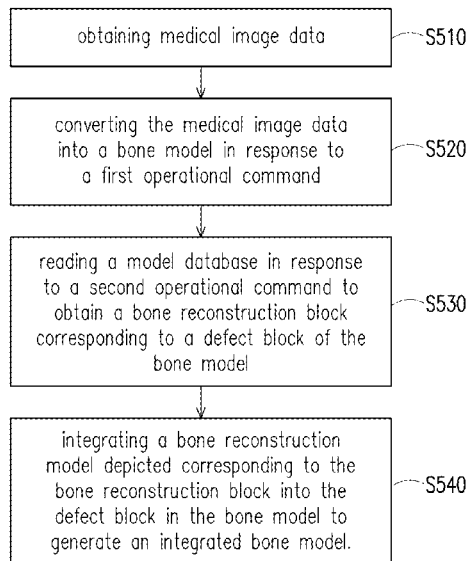 obtaining medical image data
S510
converting the medical image data
into a bone model in response to
a first operational command
S520
reading a model database in response
to a second operational command to
obtain a bone reconstruction block
corresponding to a defect block of the
bone model
S530
integrating a bone reconstruction
model depicted corresponding to the
bone reconstruction block into the
defect block in the bone model to
generate an integrated bone model.
S540